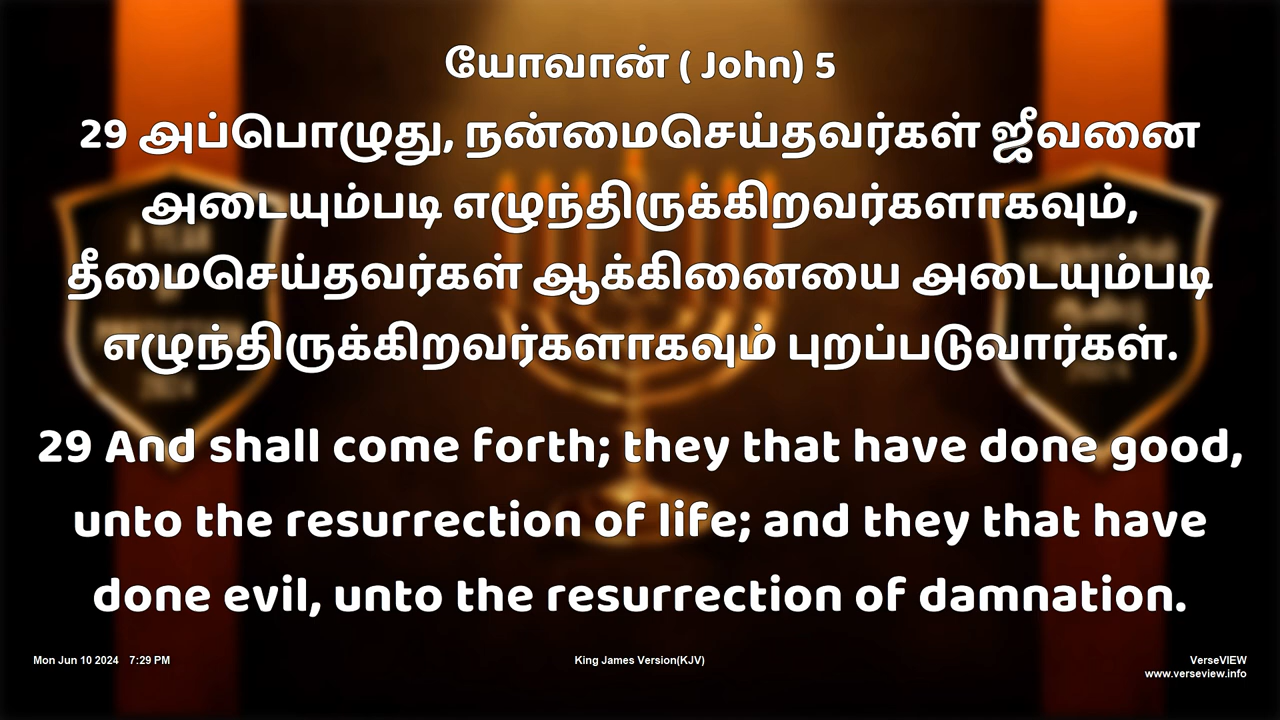 யோவான் ( John) 5
29 அப்பொழுது, நன்மைசெய்தவர்கள் ஜீவனை
அடையும்படி எழுந்திருக்கிறவர்களாகவும்,
தீமைசெய்தவர்கள் ஆக்கினையை அடையும்படி
எழுந்திருக்கிறவர்களாகவும் புறப்படுவார்கள்.
29 And shall come forth; they that have done good,
unto the resurrection of life; and they that have
done evil, unto the resurrection of damnation.
Mon Jun 10 2024 7:29 PM
King James Version(KJV)
VerseVIEW
www.verseview.info